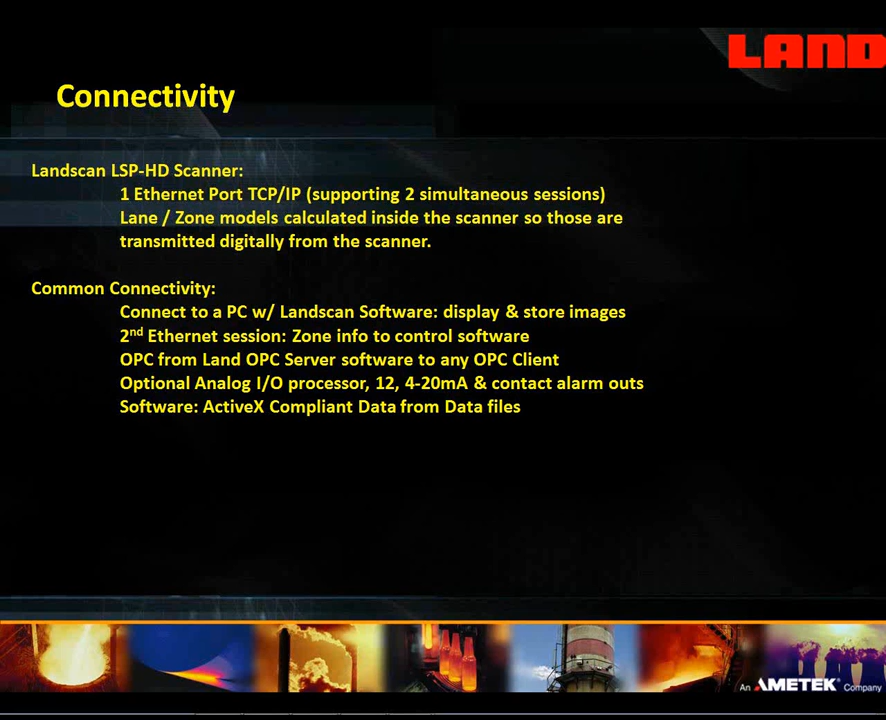 LAND
Connectivity
Landscan LSP-HD Scanner:
1 Ethernet Port TCP/IP (supporting 2 simultaneous sessions)
Lane / Zone models calculated inside the scanner so those are
transmitted digitally from the scanner.
Common Connectivity:
Connect to a PC w/ Landscan Software: display & store images
2nd Ethernet session: Zone info to control software
OPC from Land OPC Server software to any OPC Client
Optional Analog I/O processor, 12, 4-20mA & contact alarm outs
Software: ActiveX Compliant Data from Data files
An AMETEK® Company